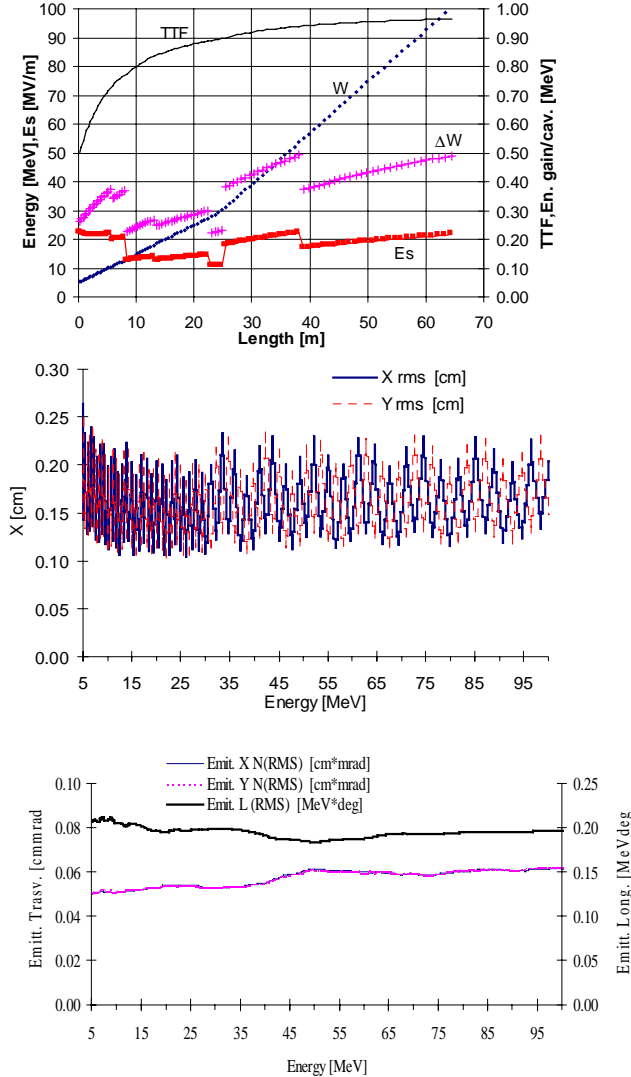 Energy [MeV],Es [MV/m]
100
90
80
70
60
50
40
30
20
10
0
TTF
W
ΔW
Es
1.00
0.90
0.80
0.70
0.60
0.50
0.40
0.30
0.20
0.10
0.00
TTF,En. gain/cav. [MeV]
0 10 20 30 40 50 60 70
Length [m]
X [cm]
0.30
0.25
0.20
0.15
0.10
0.05
0.00
X rms [cm]
Y rms [cm]
5 15 25 35 45 55 65 75 85 95
Energy [MeV]
Emit. X N(RMS) [cm*mrad]
Emit. Y N(RMS) [cm*mrad]
Emit. L (RMS) [MeV*deg]
Emitt. Trasv. [cmmrad
0.10
0.08
0.06
0.04
0.02
0.00
0.25
0.20
0.15
0.10
0.05
0.00
Emitt. Long. [MeVdeg
5 15 25 35 45 55 65 75 85 95
Energy [MeV]